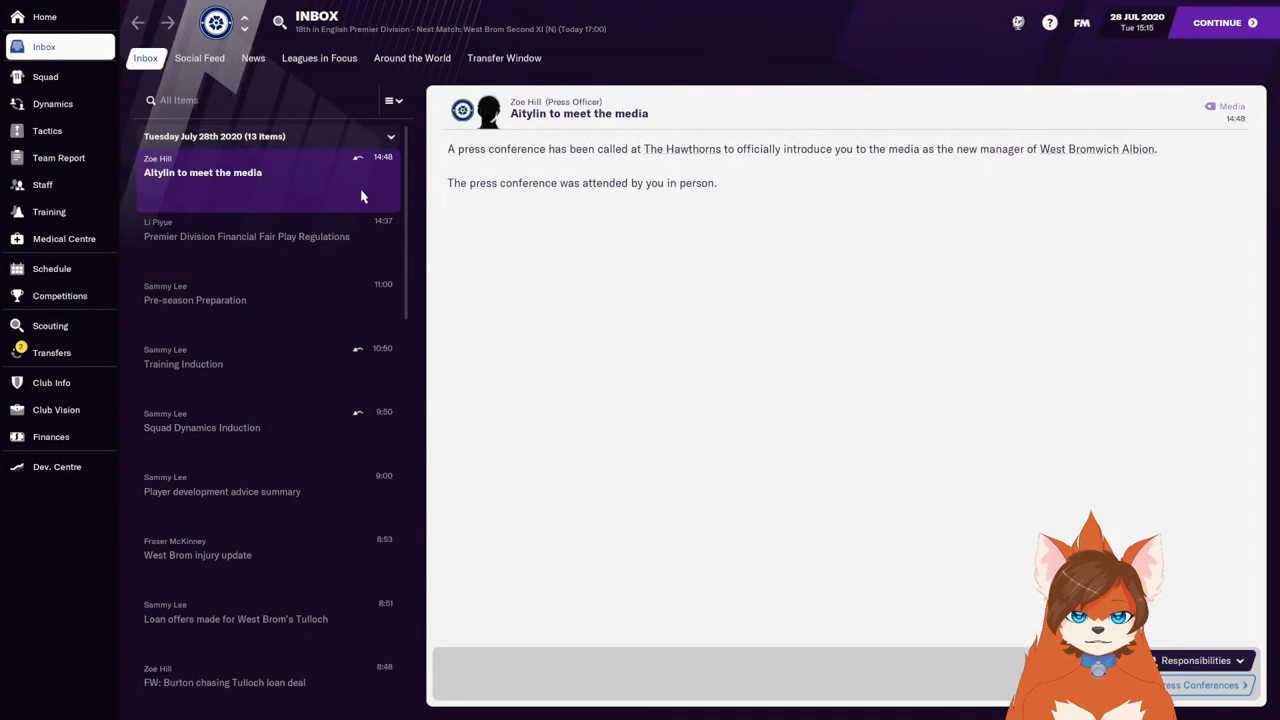 Home
Inbox
Squad
Dynamics
Tactics
Team Report
Staff
Training
Medical Centre
Schedule
Competitions
Scouting
2
Transfers
Club Info
Club Vision
Finances
Dev. Centre
INBOX
18th in English Premier Division - Next Match: West Brom Second XI (N) (Today 17:00)
?
FM
28 JUL 2020
Tue 15:15
CONTINUE
Inbox
Social Feed
News
Leagues in Focus
Around the World
Transfer Window
All Items
Tuesday July 28th 2020 (13 items)
Zoe Hill
14:48
Aitylin to meet the media
Li Piyue
14:37
Premier Division Financial Fair Play Regulations
Sammy Lee
11:00
Pre-season Preparation
Sammy Lee
10:50
Training Induction
Sammy Lee
9:50
Squad Dynamics Induction
Sammy Lee
9:00
Player development advice summary
Fraser McKinney
8:53
West Brom injury update
Sammy Lee
8:51
Loan offers made for West Brom's Tulloch
Zoe Hill
8:48
FW: Burton chasing Tulloch loan deal
Zoe Hill (Press Officer)
Aitylin to meet the media
Media
14:48
A press conference has been called at The Hawthorns to officially introduce you to the media as the new manager of West Bromwich Albion.
The press conference was attended by you in person.
Responsibilities
Conferences